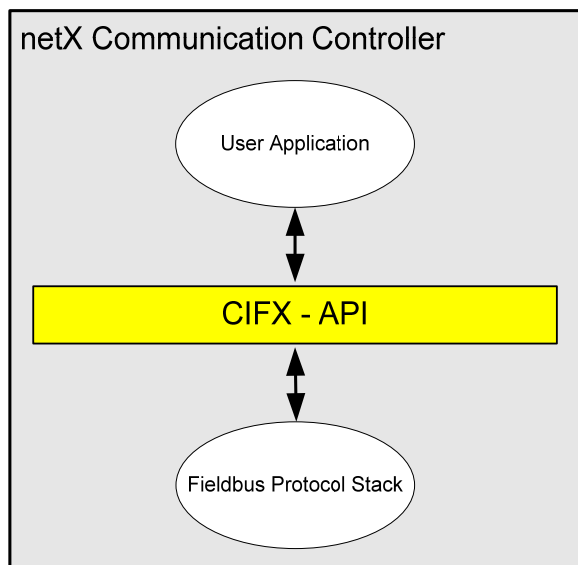 netX Communication Controller
User Application
CIFX - API
Fieldbus Protocol Stack